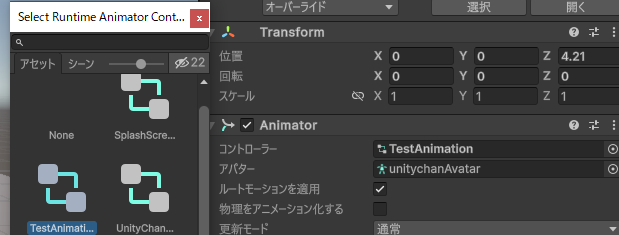 Select Runtime Animator Cont... x
アセット シーン 22
None SplashScre...
TestAnimati... UnityChan...
オーバーライド 選択 開く
Transform
位置 X 0 Y 0 Z 4.21
回転 X 0 Y 0 Z 0
スケール X 1 Y 1 Z 1
Animator
コントローラー TestAnimation
アバター unitychanAvatar
ルートモーションを適用
物理をアニメーション化する
更新モード 通常